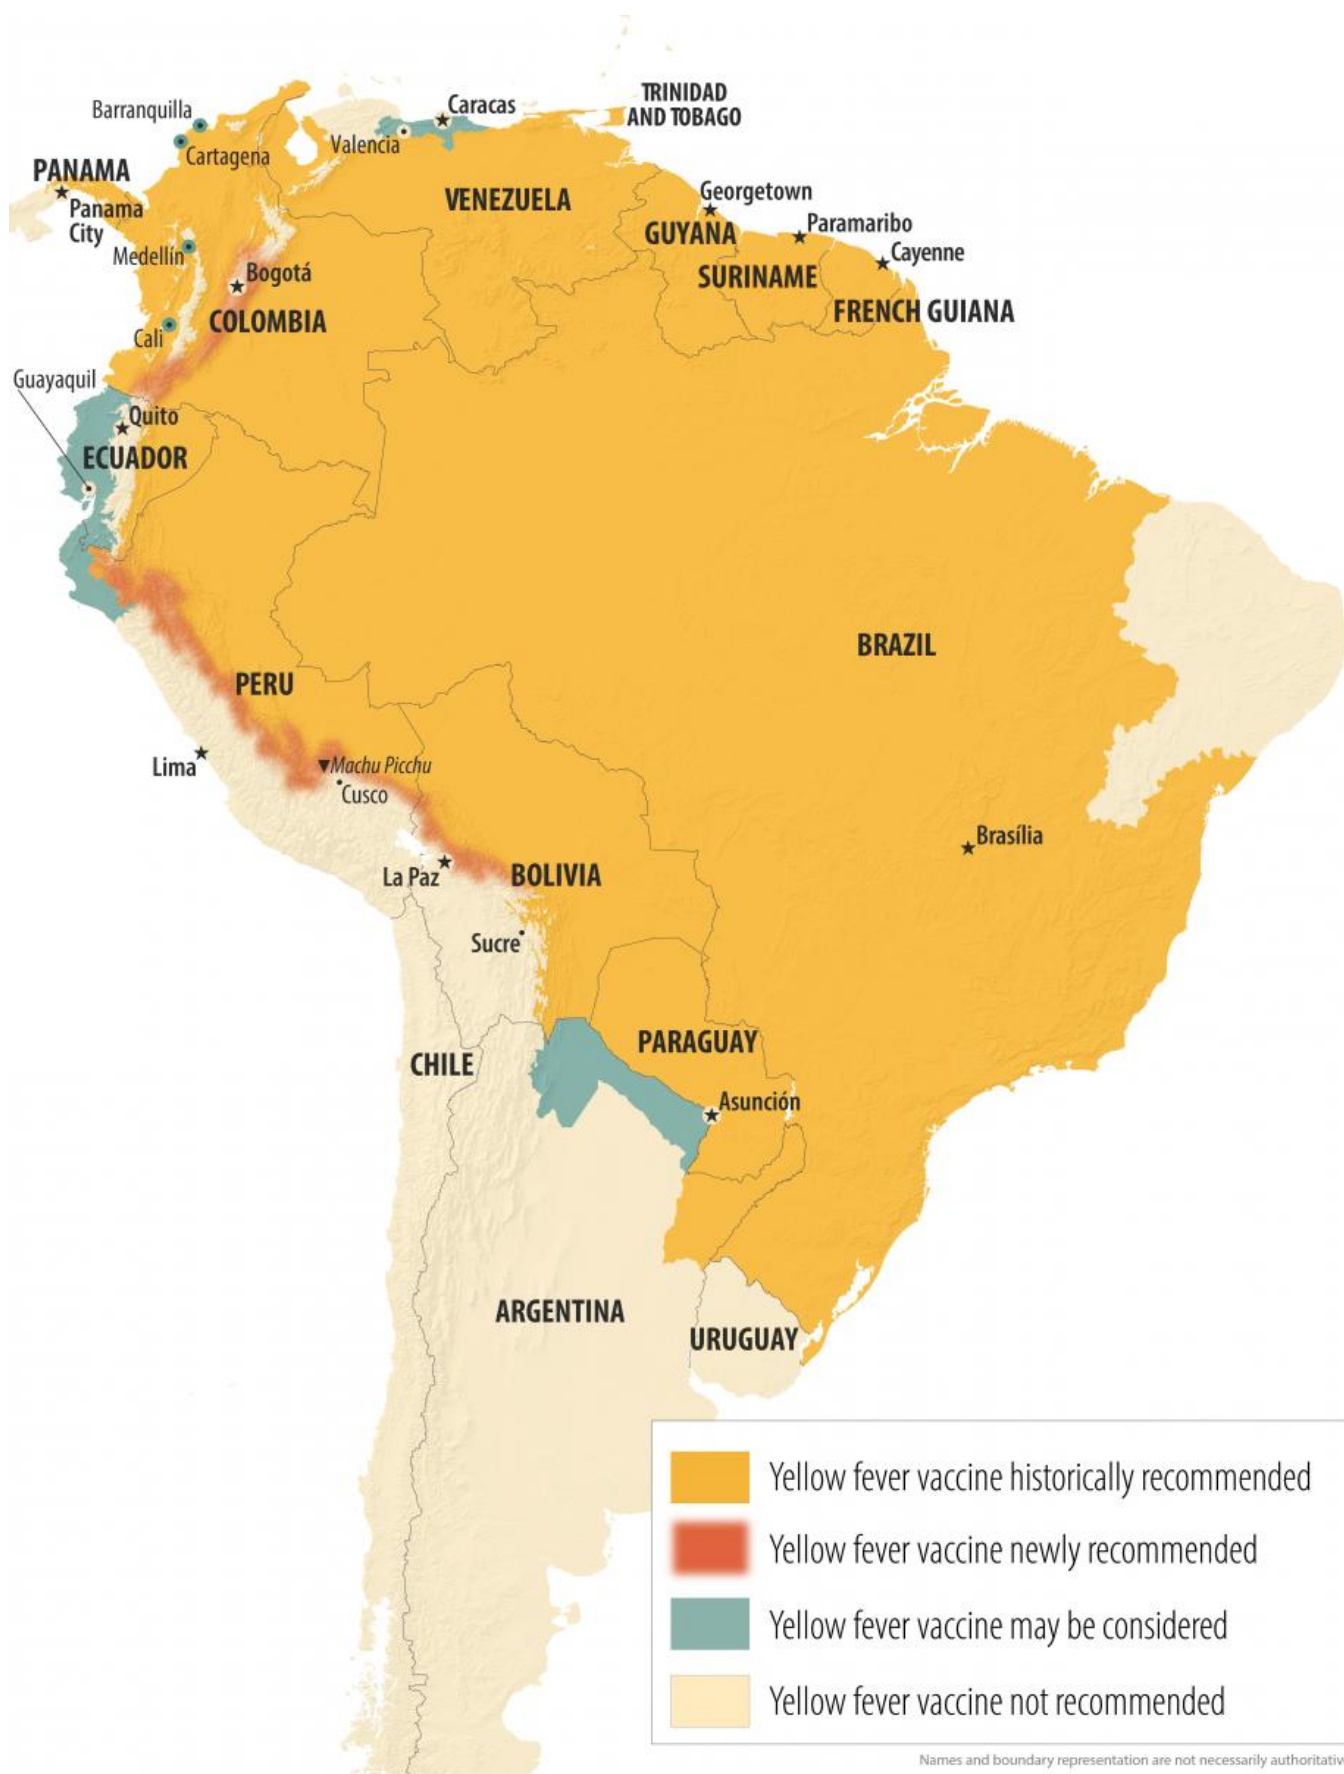 Barranquilla
Caracas
TRINIDAD
AND TOBAGO
Cartagena
Valencia
PANAMA
Panama
City
VENEZUELA
Georgetown
GUYANA
Paramaribo
Medellín
Cayenne
Bogotá
SURINAME
COLOMBIA
FRENCH GUIANA
Cali
Guayaquil
Quito
ECUADOR
BRAZIL
PERU
Lima
Machu Picchu
Cusco
Brasília
La Paz
BOLIVIA
Sucre
PARAGUAY
CHILE
Asunción
ARGENTINA
URUGUAY
Yellow fever vaccine historically recommended
Yellow fever vaccine newly recommended
Yellow fever vaccine may be considered
Yellow fever vaccine not recommended
Names and boundary representation are not necessarily authoritativ